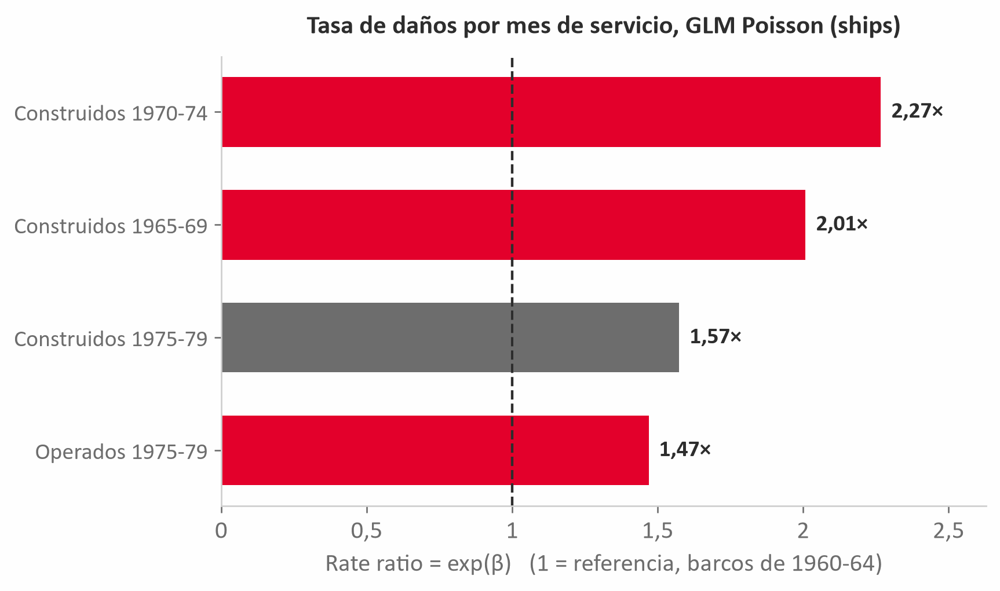 Tasa de daños por mes de servicio, GLM Poisson (ships)
Construidos 1970-74
2,27×
Construidos 1965-69
2,01×
Construidos 1975-79
1,57×
Operados 1975-79
1,47×
0 0,5 1 1,5 2 2,5
Rate ratio = exp(β) (1 = referencia, barcos de 1960-64)